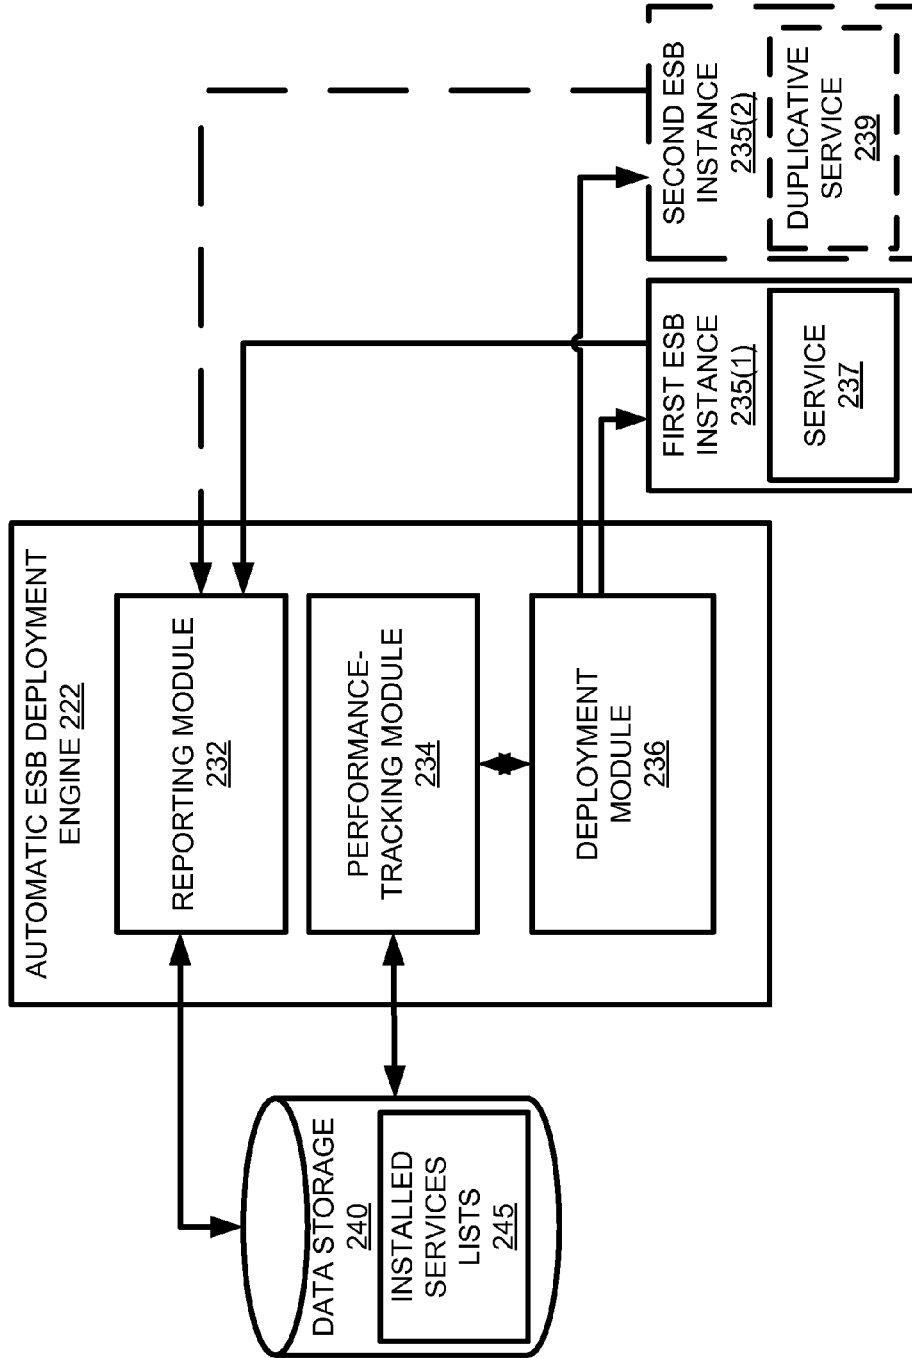 AUTOMATIC ESB DEPLOYMENT
ENGINE 222
REPORTING MODULE
232
PERFORMANCE-
TRACKING MODULE
234
DEPLOYMENT
MODULE
236
DATA STORAGE
240
INSTALLED
SERVICES
LISTS
245
FIRST ESB
INSTANCE
235(1)
SERVICE
237
SECOND ESB
INSTANCE
235(2)
DUPLICATIVE
SERVICE
239